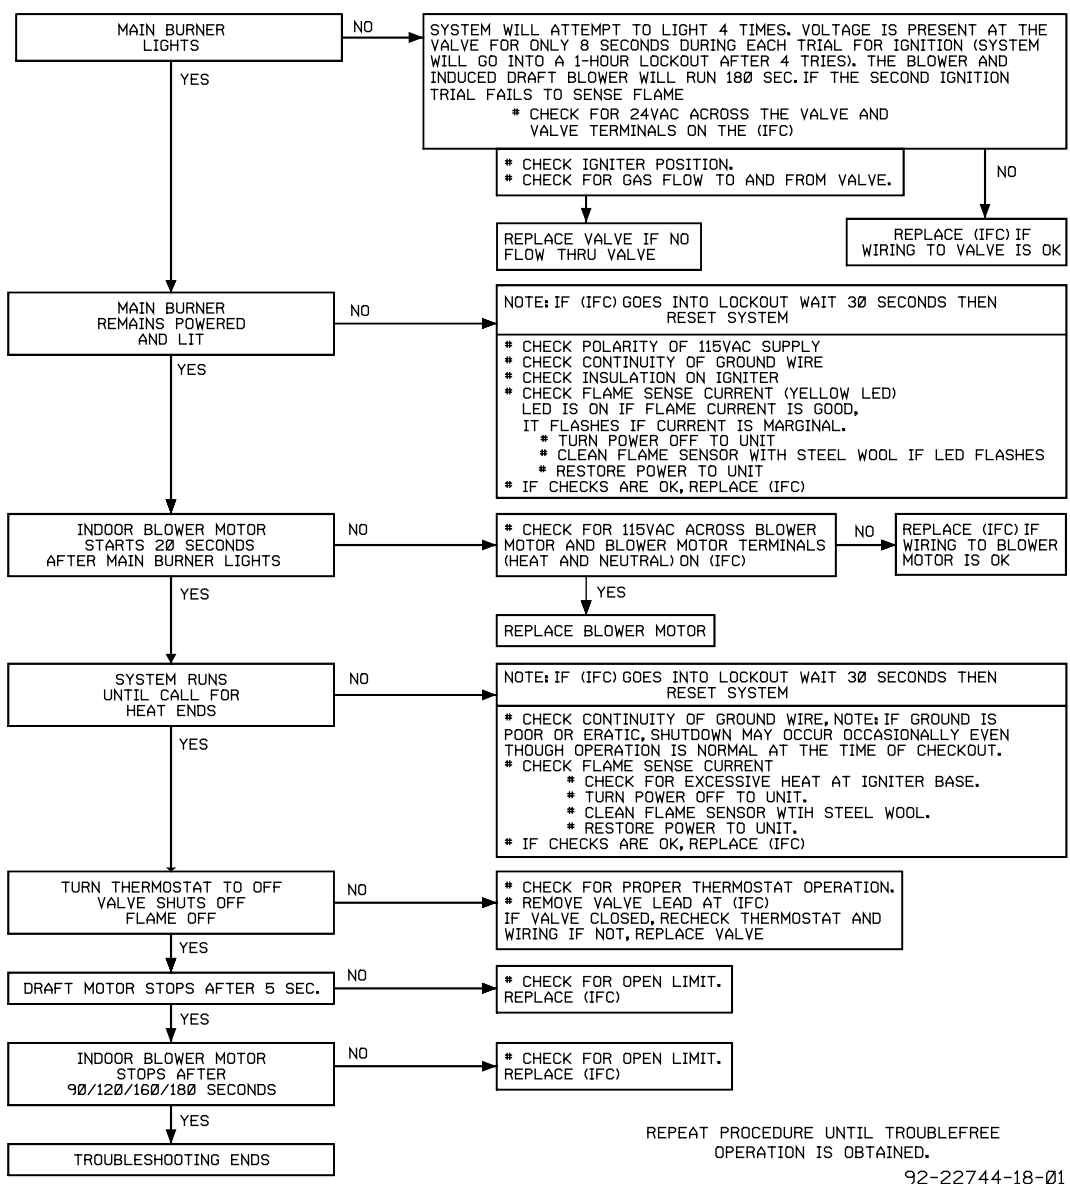 MAIN BURNER
LIGHTS
NO
SYSTEM WILL ATTEMPT TO LIGHT 4 TIMES. VOLTAGE IS PRESENT AT THE
VALVE FOR ONLY 8 SECONDS DURING EACH TRIAL FOR IGNITION (SYSTEM
WILL GO INTO A 1-HOUR LOCKOUT AFTER 4 TRIES). THE BLOWER AND
INDUCED DRAFT BLOWER WILL RUN 180 SEC. IF THE SECOND IGNITION
TRIAL FAILS TO SENSE FLAME
# CHECK FOR 24VAC ACROSS THE VALVE AND
VALVE TERMINALS ON THE (IFC)
YES
# CHECK IGNITER POSITION.
# CHECK FOR GAS FLOW TO AND FROM VALVE.
NO
REPLACE VALVE IF NO
FLOW THRU VALVE
REPLACE (IFC) IF
WIRING TO VALVE IS OK
MAIN BURNER
REMAINS POWERED
AND LIT
NO
NOTE: IF (IFC) GOES INTO LOCKOUT WAIT 30 SECONDS THEN
RESET SYSTEM
# CHECK POLARITY OF 115VAC SUPPLY
# CHECK CONTINUITY OF GROUND WIRE
# CHECK INSULATION ON IGNITER
# CHECK FLAME SENSE CURRENT (YELLOW LED)
LED IS ON IF FLAME CURRENT IS GOOD,
IT FLASHES IF CURRENT IS MARGINAL.
# TURN POWER OFF TO UNIT
# CLEAN FLAME SENSOR WITH STEEL WOOL IF LED FLASHES
# RESTORE POWER TO UNIT
# IF CHECKS ARE OK, REPLACE (IFC)
YES
INDOOR BLOWER MOTOR
STARTS 20 SECONDS
AFTER MAIN BURNER LIGHTS
NO
# CHECK FOR 115VAC ACROSS BLOWER
MOTOR AND BLOWER MOTOR TERMINALS
(HEAT AND NEUTRAL) ON (IFC)
NO
REPLACE (IFC) IF
WIRING TO BLOWER
MOTOR IS OK
YES
YES
REPLACE BLOWER MOTOR
SYSTEM RUNS
UNTIL CALL FOR
HEAT ENDS
NO
NOTE: IF (IFC) GOES INTO LOCKOUT WAIT 30 SECONDS THEN
RESET SYSTEM
# CHECK CONTINUITY OF GROUND WIRE, NOTE: IF GROUND IS
POOR OR ERATIC, SHUTDOWN MAY OCCUR OCCASIONALLY EVEN
THOUGH OPERATION IS NORMAL AT THE TIME OF CHECKOUT.
# CHECK FLAME SENSE CURRENT
# CHECK FOR EXCESSIVE HEAT AT IGNITER BASE.
# TURN POWER OFF TO UNIT.
# CLEAN FLAME SENSOR WTIH STEEL WOOL.
# RESTORE POWER TO UNIT.
# IF CHECKS ARE OK, REPLACE (IFC)
YES
TURN THERMOSTAT TO OFF
VALVE SHUTS OFF
FLAME OFF
NO
# CHECK FOR PROPER THERMOSTAT OPERATION.
# REMOVE VALVE LEAD AT (IFC)
IF VALVE CLOSED, RECHECK THERMOSTAT AND
WIRING IF NOT, REPLACE VALVE
YES
DRAFT MOTOR STOPS AFTER 5 SEC.
NO
# CHECK FOR OPEN LIMIT.
REPLACE (IFC)
YES
INDOOR BLOWER MOTOR
STOPS AFTER
90/120/160/180 SECONDS
NO
# CHECK FOR OPEN LIMIT.
REPLACE (IFC)
YES
TROUBLESHOOTING ENDS
REPEAT PROCEDURE UNTIL TROUBLEFREE
OPERATION IS OBTAINED.
92-22744-18-01